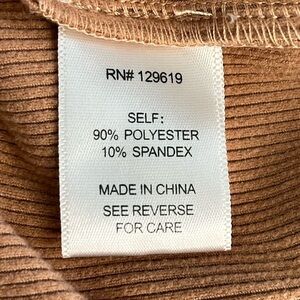 RN# 129619
SELF:
90% POLYESTER
10% SPANDEX
MADE IN CHINA
SEE REVERSE
FOR CARE